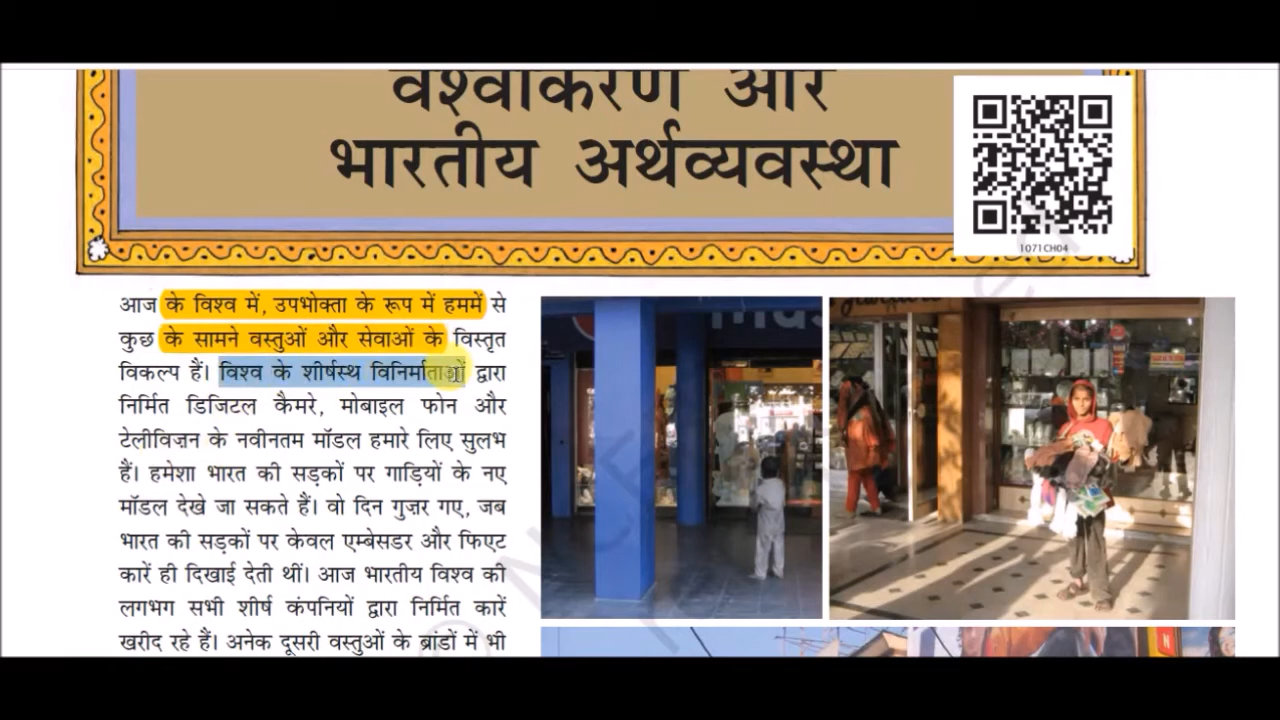 वैश्वीकरण और
भारतीय अर्थव्यवस्था
1071CH04
आज के विश्व में, उपभोक्ता के रूप में हममें से
कुछ के सामने वस्तुओं और सेवाओं के विस्तृत
विकल्प हैं। विश्व के शीर्षस्थ विनिर्माताओं द्वारा
निर्मित डिजिटल कैमरे, मोबाइल फोन और
टेलीविज़न के नवीनतम मॉडल हमारे लिए सुलभ
हैं। हमेशा भारत की सड़कों पर गाड़ियों के नए
मॉडल देखे जा सकते हैं। वो दिन गुज़र गए, जब
भारत की सड़कों पर केवल एम्बेसडर और फिएट
कारें ही दिखाई देती थीं। आज भारतीय विश्व की
लगभग सभी शीर्ष कंपनियों द्वारा निर्मित कारें
खरीद रहे हैं। अनेक दूसरी वस्तुओं के ब्रांडों में भी